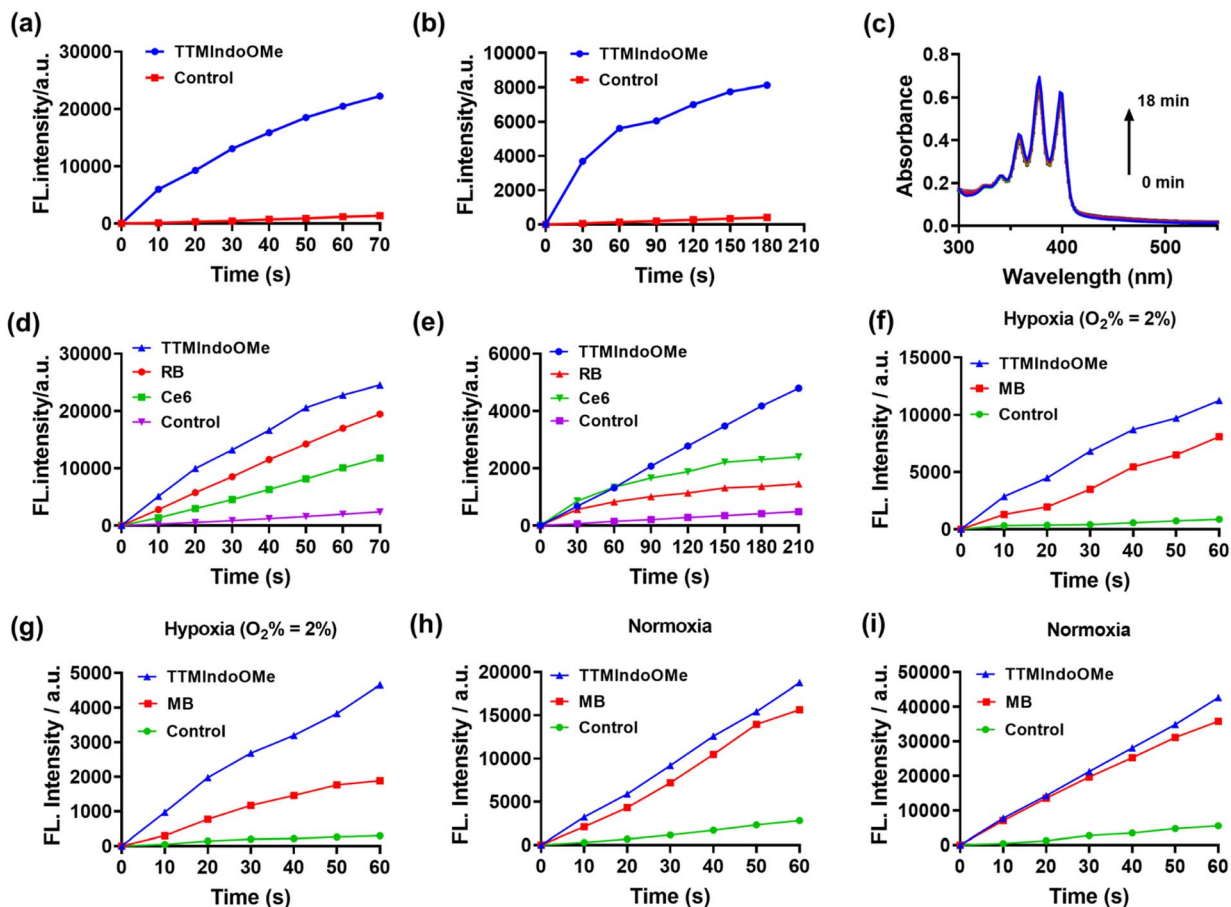 (a)
30000
20000
10000
0
FL.intensity/a.u.
TTMIndoOMe
Control
0 10 20 30 40 50 60 70
Time (s)
(b)
10000
8000
6000
4000
2000
0
FL.intensity/a.u.
TTMIndoOMe
Control
0 30 60 90 120 150 180 210
Time (s)
(c)
0.8
0.6
0.4
0.2
0.0
Absorbance
18 min
0 min
300 400 500
Wavelength (nm)
(d)
30000
20000
10000
0
FL.intensity/a.u.
TTMIndoOMe
RB
Ce6
Control
0 10 20 30 40 50 60 70
Time (s)
(e)
6000
4000
2000
0
FL.intensity/a.u.
TTMIndoOMe
RB
Ce6
Control
0 30 60 90 120 150 180 210
Time (s)
(f)
Hypoxia (O₂% = 2%)
15000
10000
5000
0
FL. Intensity / a.u.
TTMIndoOMe
MB
Control
0 10 20 30 40 50 60
Time (s)
(g)
Hypoxia (O₂% = 2%)
5000
4000
3000
2000
1000
0
FL. Intensity / a.u.
TTMIndoOMe
MB
Control
0 10 20 30 40 50 60
Time (s)
(h)
Normoxia
20000
15000
10000
5000
0
FL. Intensity / a.u.
TTMIndoOMe
MB
Control
0 10 20 30 40 50 60
Time (s)
(i)
Normoxia
50000
40000
30000
20000
10000
0
FL. Intensity / a.u.
TTMIndoOMe
MB
Control
0 10 20 30 40 50 60
Time (s)